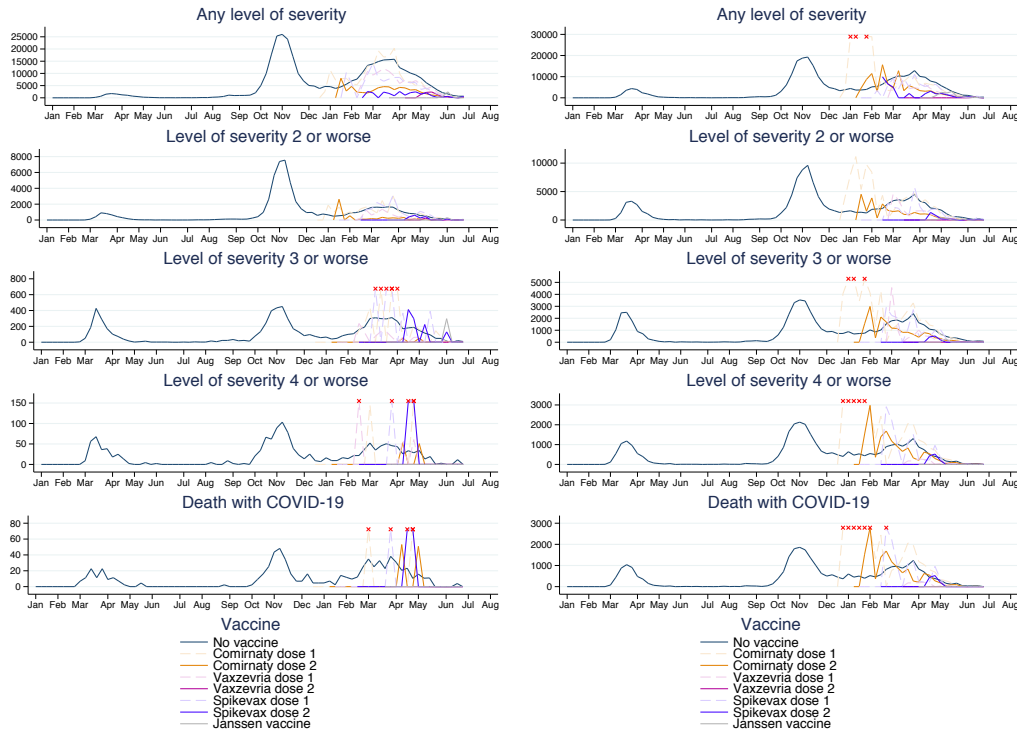 Any level of severity
25000
20000
15000
10000
5000
0
Jan Feb Mar Apr May Jun Jul Aug Sep Oct Nov Dec Jan Feb Mar Apr May Jun Jul Aug
Level of severity 2 or worse
8000
6000
4000
2000
0
Jan Feb Mar Apr May Jun Jul Aug Sep Oct Nov Dec Jan Feb Mar Apr May Jun Jul Aug
Level of severity 3 or worse
800
600
400
200
0
Jan Feb Mar Apr May Jun Jul Aug Sep Oct Nov Dec Jan Feb Mar Apr May Jun Jul Aug
Level of severity 4 or worse
150
100
50
0
Jan Feb Mar Apr May Jun Jul Aug Sep Oct Nov Dec Jan Feb Mar Apr May Jun Jul Aug
Death with COVID-19
80
60
40
20
0
Jan Feb Mar Apr May Jun Jul Aug Sep Oct Nov Dec Jan Feb Mar Apr May Jun Jul Aug
Vaccine
No vaccine
Comirnaty dose 1
Comirnaty dose 2
Vaxzevria dose 1
Vaxzevria dose 2
Spikevax dose 1
Spikevax dose 2
Janssen vaccine
Any level of severity
30000
20000
10000
0
Jan Feb Mar Apr May Jun Jul Aug Sep Oct Nov Dec Jan Feb Mar Apr May Jun Jul Aug
Level of severity 2 or worse
10000
5000
0
Jan Feb Mar Apr May Jun Jul Aug Sep Oct Nov Dec Jan Feb Mar Apr May Jun Jul Aug
Level of severity 3 or worse
5000
4000
3000
2000
1000
0
Jan Feb Mar Apr May Jun Jul Aug Sep Oct Nov Dec Jan Feb Mar Apr May Jun Jul Aug
Level of severity 4 or worse
3000
2000
1000
0
Jan Feb Mar Apr May Jun Jul Aug Sep Oct Nov Dec Jan Feb Mar Apr May Jun Jul Aug
Death with COVID-19
3000
2000
1000
0
Jan Feb Mar Apr May Jun Jul Aug Sep Oct Nov Dec Jan Feb Mar Apr May Jun Jul Aug
Vaccine
No vaccine
Comirnaty dose 1
Comirnaty dose 2
Vaxzevria dose 1
Vaxzevria dose 2
Spikevax dose 1
Spikevax dose 2
Janssen vaccine